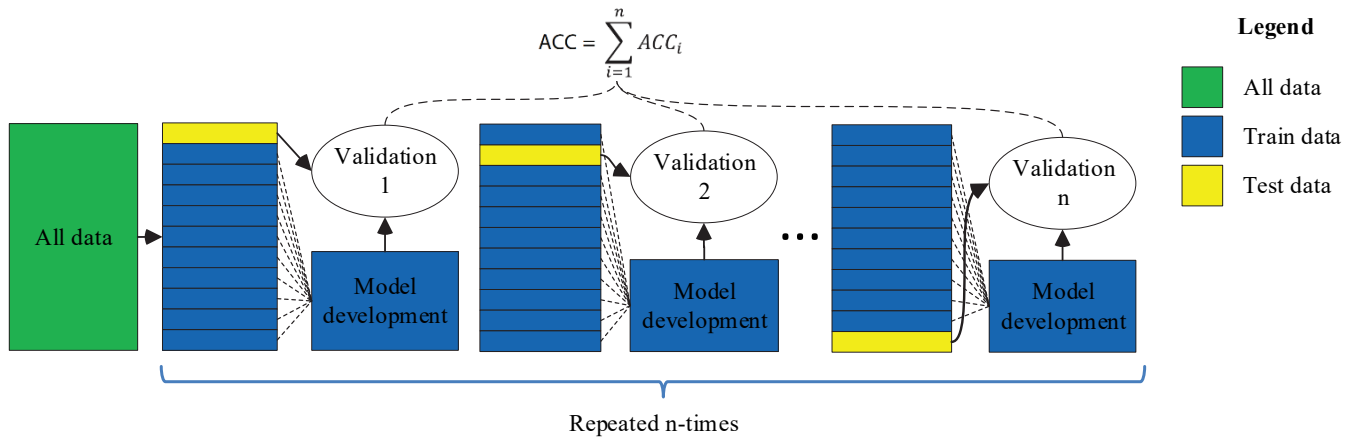 ACC = \sum_{i=1}^{n} ACC_i
Legend
All data
Train data
Test data
All data
Validation
1
Model
development
Validation
2
Model
development
...
Validation
n
Model
development
Repeated n-times